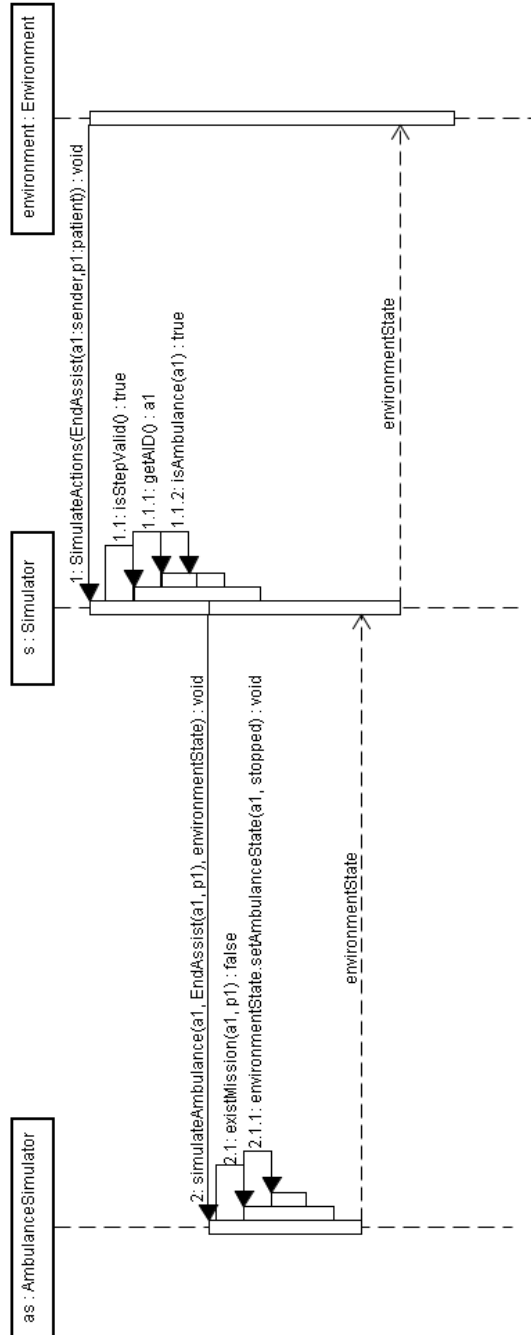 as : AmbulanceSimulator
s : Simulator
environment : Environment
1: SimulateActions(EndAssist(a1:sender,p1:patient)) : void
1.1: isStepValid() : true
1.1.1: getAID() : a1
1.1.2: isAmbulance(a1) : true
2: simulateAmbulance(a1, EndAssist(a1, p1), environmentState) : void
2.1: existMission(a1, p1) : false
2.1.1: environmentState.setAmbulanceState(a1, stopped) : void
environmentState
environmentState